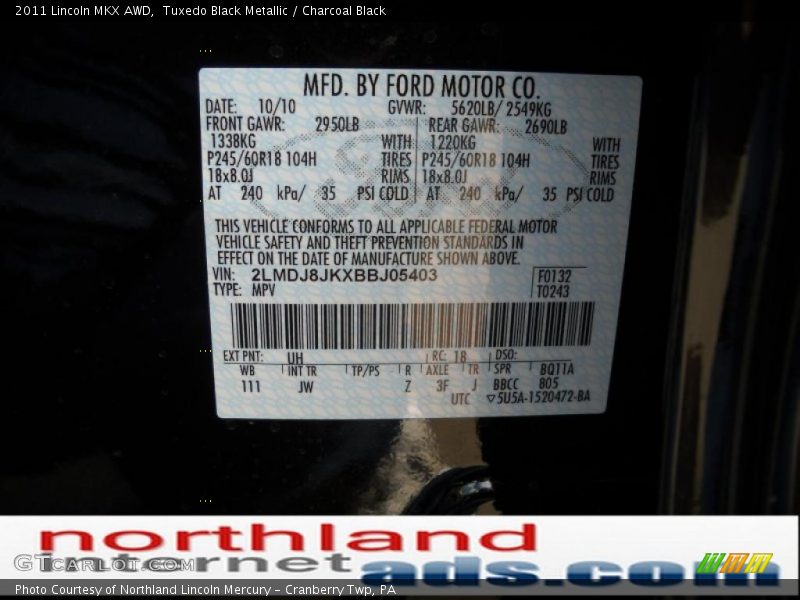 2011 Lincoln MKX AWD,  Tuxedo Black Metallic / Charcoal Black
MFD. BY FORD MOTOR CO.
DATE: 10/10 GVWR: 5620LB/ 2549KG
FRONT GAWR: 2950LB REAR GAWR: 2690LB
1338KG WITH 1220KG WITH
P245/60R18 104H TIRES P245/60R18 104H TIRES
18x8.0J RIMS 18x8.0J RIMS
AT 240 kPa/ 35 PSI COLD AT 240 kPa/ 35 PSI COLD
THIS VEHICLE CONFORMS TO ALL APPLICABLE FEDERAL MOTOR
VEHICLE SAFETY AND THEFT PREVENTION STANDARDS IN
EFFECT ON THE DATE OF MANUFACTURE SHOWN ABOVE.
VIN: 2LMDJ8JKXBBJ05403 F0132
TYPE: MPV T0243
EXT PNT: UH RC: 18 DSO:
WB INT TR TP/PS R AXLE TR SPR BQ11A
111 JW Z 3F J BBCC 805
UTC ▽5U5A-1520472-BA
northland
internet
ads.com
GTCarLot.com
Photo Courtesy of Northland Lincoln Mercury – Cranberry Twp, PA